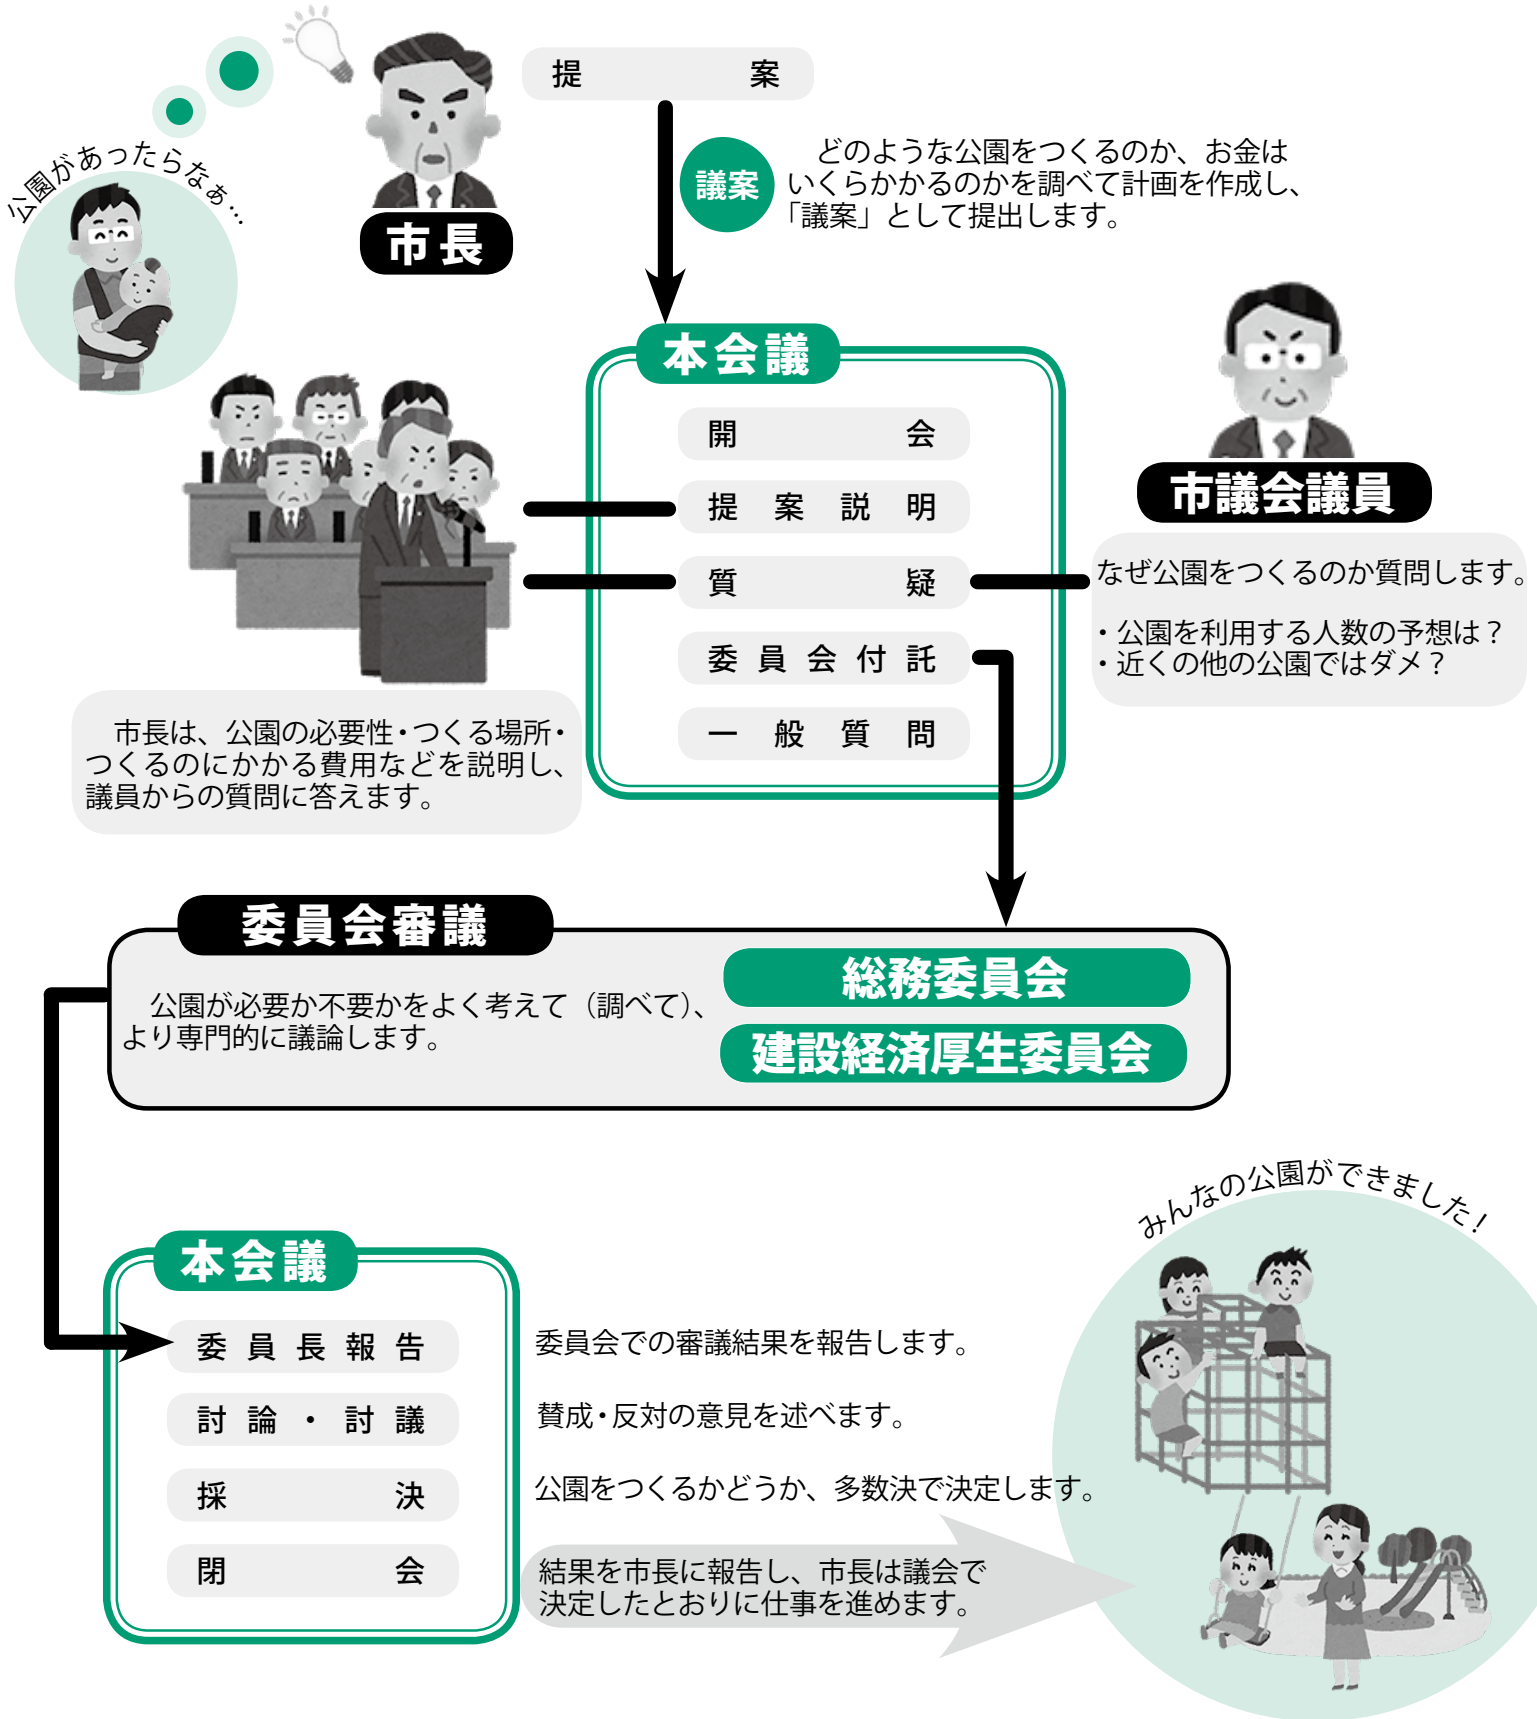 公園があったらなぁ…
市長
提案
議案
どのような公園をつくるのか、お金は
いくらかかるのかを調べて計画を作成し、
「議案」として提出します。
本会議
開会
提案説明
質疑
委員会付託
一般質問
市議会議員
なぜ公園をつくるのか質問します。
・公園を利用する人数の予想は？
・近くの他の公園ではダメ？
市長は、公園の必要性・つくる場所・
つくるのにかかる費用などを説明し、
議員からの質問に答えます。
委員会審議
公園が必要か不要かをよく考えて（調べて）、
より専門的に議論します。
総務委員会
建設経済厚生委員会
本会議
委員長報告
委員会での審議結果を報告します。
討論・討議
賛成・反対の意見を述べます。
採決
公園をつくるかどうか、多数決で決定します。
閉会
結果を市長に報告し、市長は議会で
決定したとおりに仕事を進めます。
みんなの公園ができました！